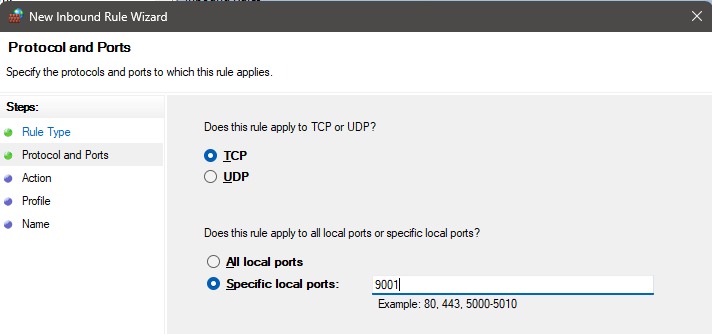 New Inbound Rule Wizard
Protocol and Ports
Specify the protocols and ports to which this rule applies.
Steps:
Rule Type
Protocol and Ports
Action
Profile
Name
Does this rule apply to TCP or UDP?
TCP
UDP
Does this rule apply to all local ports or specific local ports?
All local ports
Specific local ports: 9001
Example: 80, 443, 5000-5010